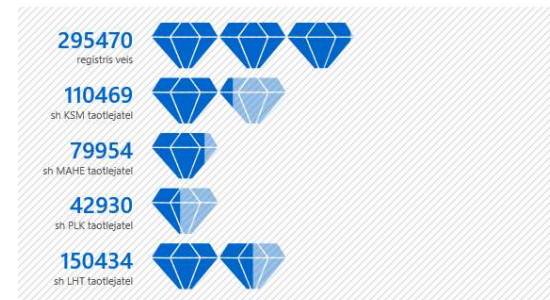 295470
registris veis
110469
sh KSM taotlejatel
79954
sh MAHE taotlejatel
42930
sh PLK taotlejatel
150434
sh LHT taotlejatel